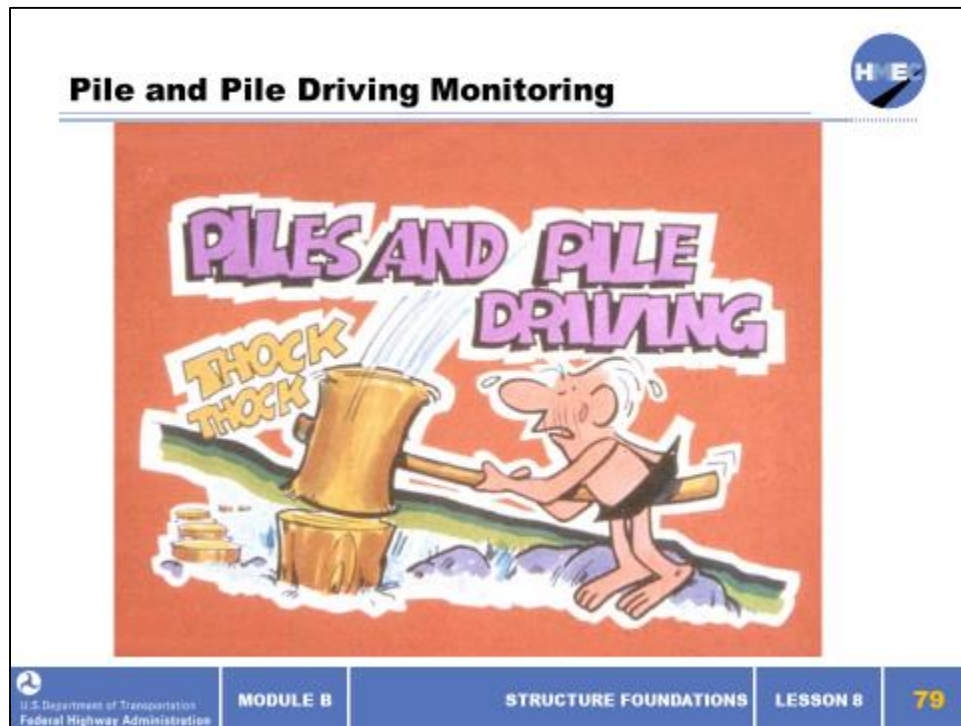 Pile and Pile Driving Monitoring
HMEC
PILES AND PILE
DRIVING
THOCK
THOCK
U.S. Department of Transportation
Federal Highway Administration
MODULE B
STRUCTURE FOUNDATIONS
LESSON 8
79